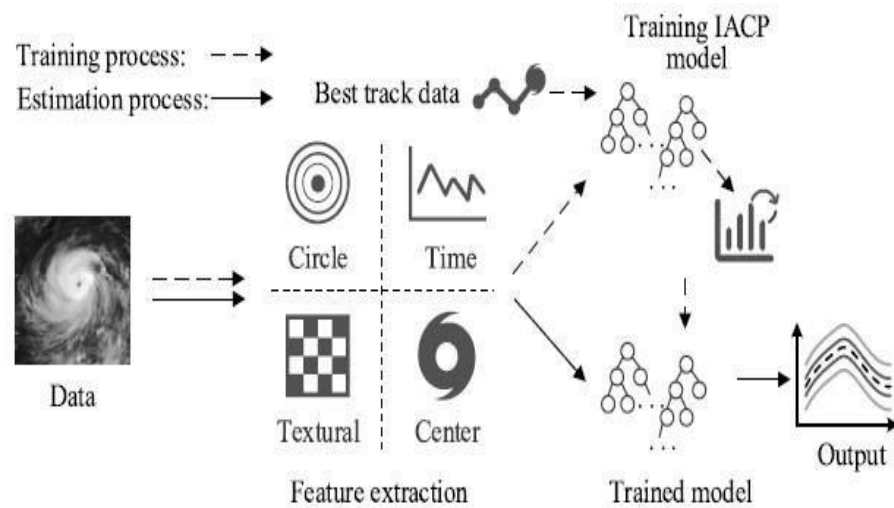 Training process:
Estimation process:
Best track data
Training IACP
model
Circle
Time
Data
Textural
Center
Feature extraction
Trained model
Output